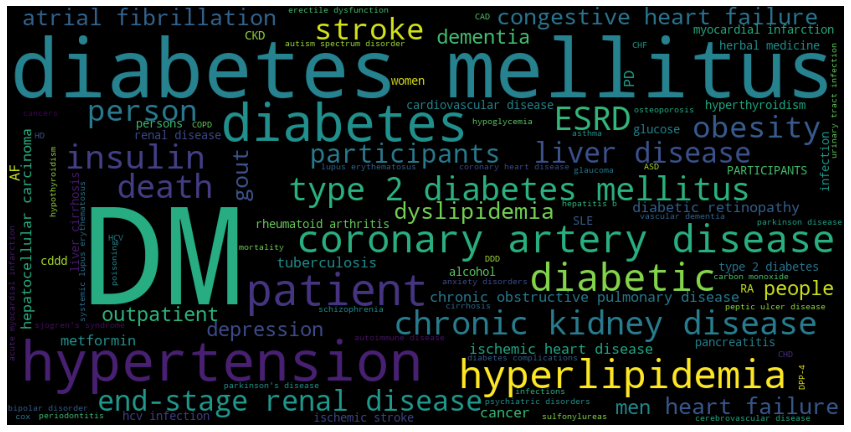 erectile dysfunction
atrial fibrillation
stroke
CAD
congestive heart failure
CKD
autism spectrum disorder
dementia
myocardial infarction
CHF
herbal medicine
diabetes mellitus
women
PD
urinary tract infection
cancers
person
cardiovascular disease
osteoporosis
hyperthyroidism
persons
COPD
diabetes
hypoglycemia
ESRD
glucose
obesity
HD
renal disease
asthma
insulin
participants
liver disease
infection
AF
hypothyroidism
lupus erythematosus
coronary heart disease
glaucoma
ASD
PARTICIPANTS
hepatocellular carcinoma
liver cirrhosis
systemic lupus erythematosus
death
gout
type 2 diabetes mellitus
hepatitis b
dyslipidemia
diabetic retinopathy
DM
rheumatoid arthritis
SLE
vascular dementia
parkinson disease
HCV
poisoning
mortality
coronary artery disease
cddd
tuberculosis
DDD
alcohol
anxiety disorders
diabetic
type 2 diabetes
carbon monoxide
acute myocardial infarction
patient
chronic obstructive pulmonary disease
RA
people
outpatient
schizophrenia
cirrhosis
peptic ulcer disease
sjogren's syndrome
depression
chronic kidney disease
metformin
autoimmune disease
pancreatitis
hypertension
ischemic heart disease
CHD
diabetes complications
hyperlipidemia
DPP-4
parkinson's disease
end-stage renal disease
infections
psychiatric disorders
bipolar disorder
cox
periodontitis
hcv infection
ischemic stroke
cancer
sulfonylureas
men
heart failure
cerebrovascular disease